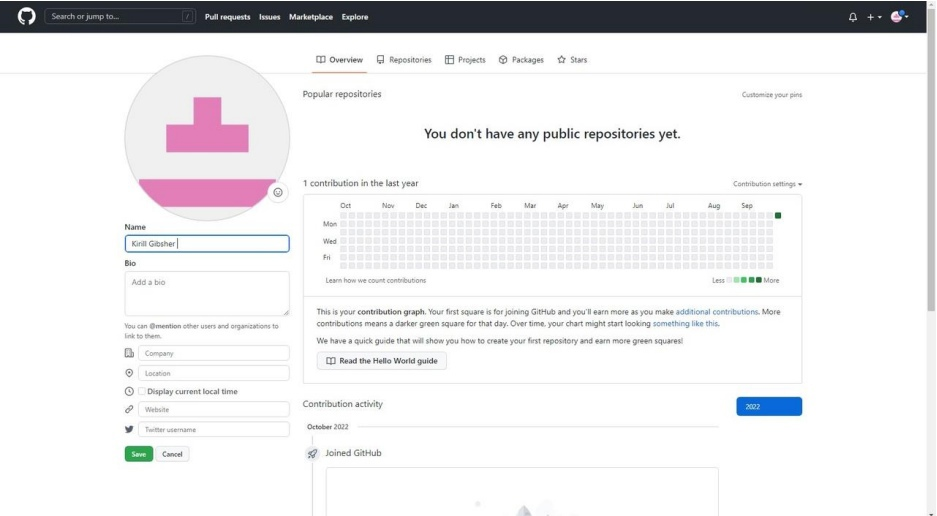 Search or jump to...
/
Pull requests Issues Marketplace Explore
Overview Repositories Projects Packages Stars
Popular repositories
Customize your pins
You don't have any public repositories yet.
1 contribution in the last year
Contribution settings
Oct Nov Dec Jan Feb Mar Apr May Jun Jul Aug Sep
Mon
Wed
Fri
Learn how we count contributions
Less More
This is your contribution graph. Your first square is for joining GitHub and you'll earn more as you make additional contributions. More
contributions means a darker green square for that day. Over time, your chart might start looking something like this.
We have a quick guide that will show you how to create your first repository and earn more green squares!
Read the Hello World guide
Contribution activity
2022
October 2022
Joined GitHub
Name
Kirill Gibsher
Bio
Add a bio
You can @mention other users and organizations to
link to them.
Company
Location
Display current local time
Website
Twitter username
Save Cancel